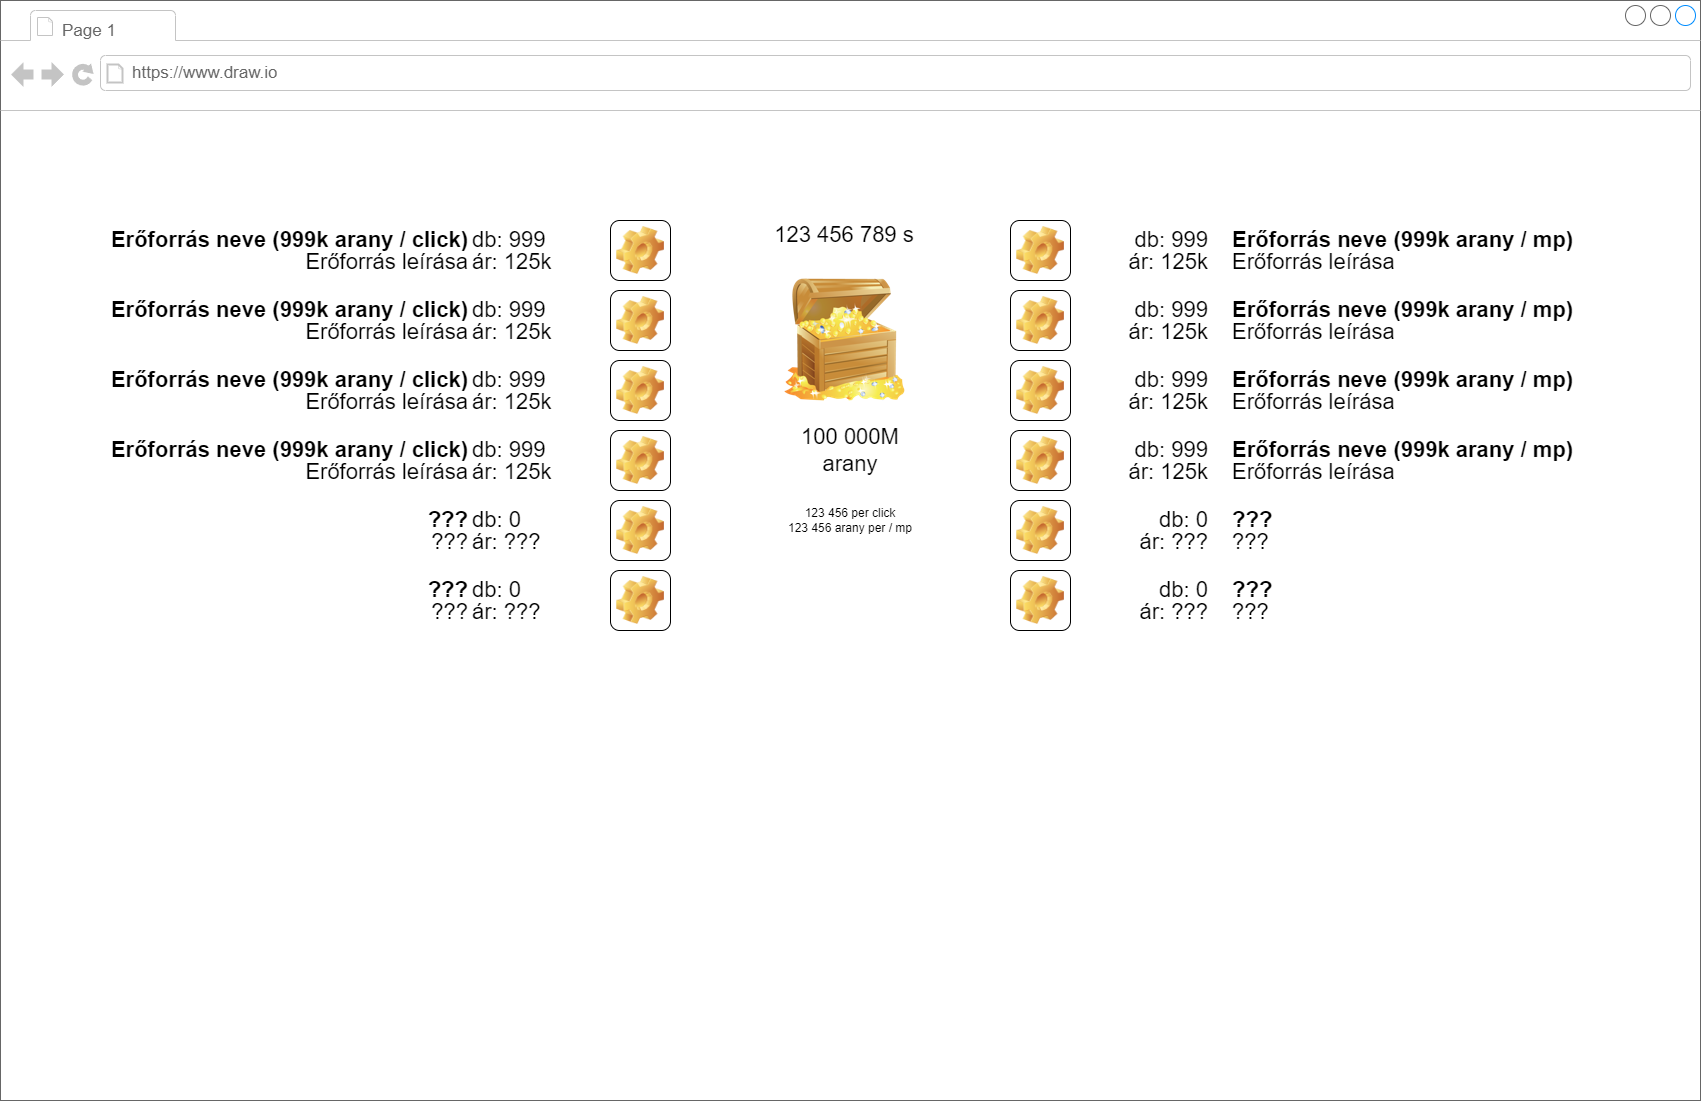 Page 1
https://www.draw.io
Erőforrás neve (999k arany / click) db: 999
Erőforrás leírása ár: 125k
Erőforrás neve (999k arany / click) db: 999
Erőforrás leírása ár: 125k
Erőforrás neve (999k arany / click) db: 999
Erőforrás leírása ár: 125k
Erőforrás neve (999k arany / click) db: 999
Erőforrás leírása ár: 125k
??? db: 0
??? ár: ???
??? db: 0
??? ár: ???
123 456 789 s
100 000M
arany
123 456 per click
123 456 arany per / mp
db: 999 Erőforrás neve (999k arany / mp)
ár: 125k Erőforrás leírása
db: 999 Erőforrás neve (999k arany / mp)
ár: 125k Erőforrás leírása
db: 999 Erőforrás neve (999k arany / mp)
ár: 125k Erőforrás leírása
db: 999 Erőforrás neve (999k arany / mp)
ár: 125k Erőforrás leírása
db: 0 ???
ár: ??? ???
db: 0 ???
ár: ??? ???